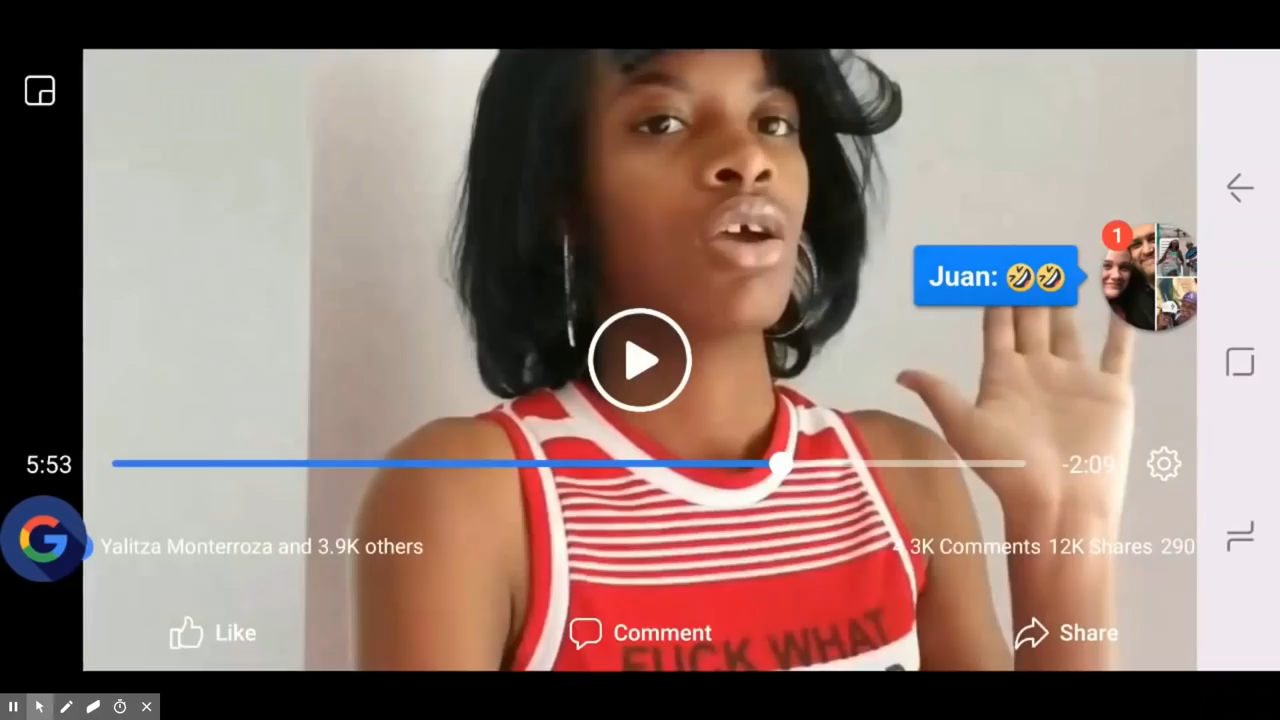 1
Juan: 🤣🤣
5:53
-2:09
G
Yalitza Monterroza and 3.9K others
4.3K Comments 12K Shares 290
Like
Comment
Share
FUCK WHAT